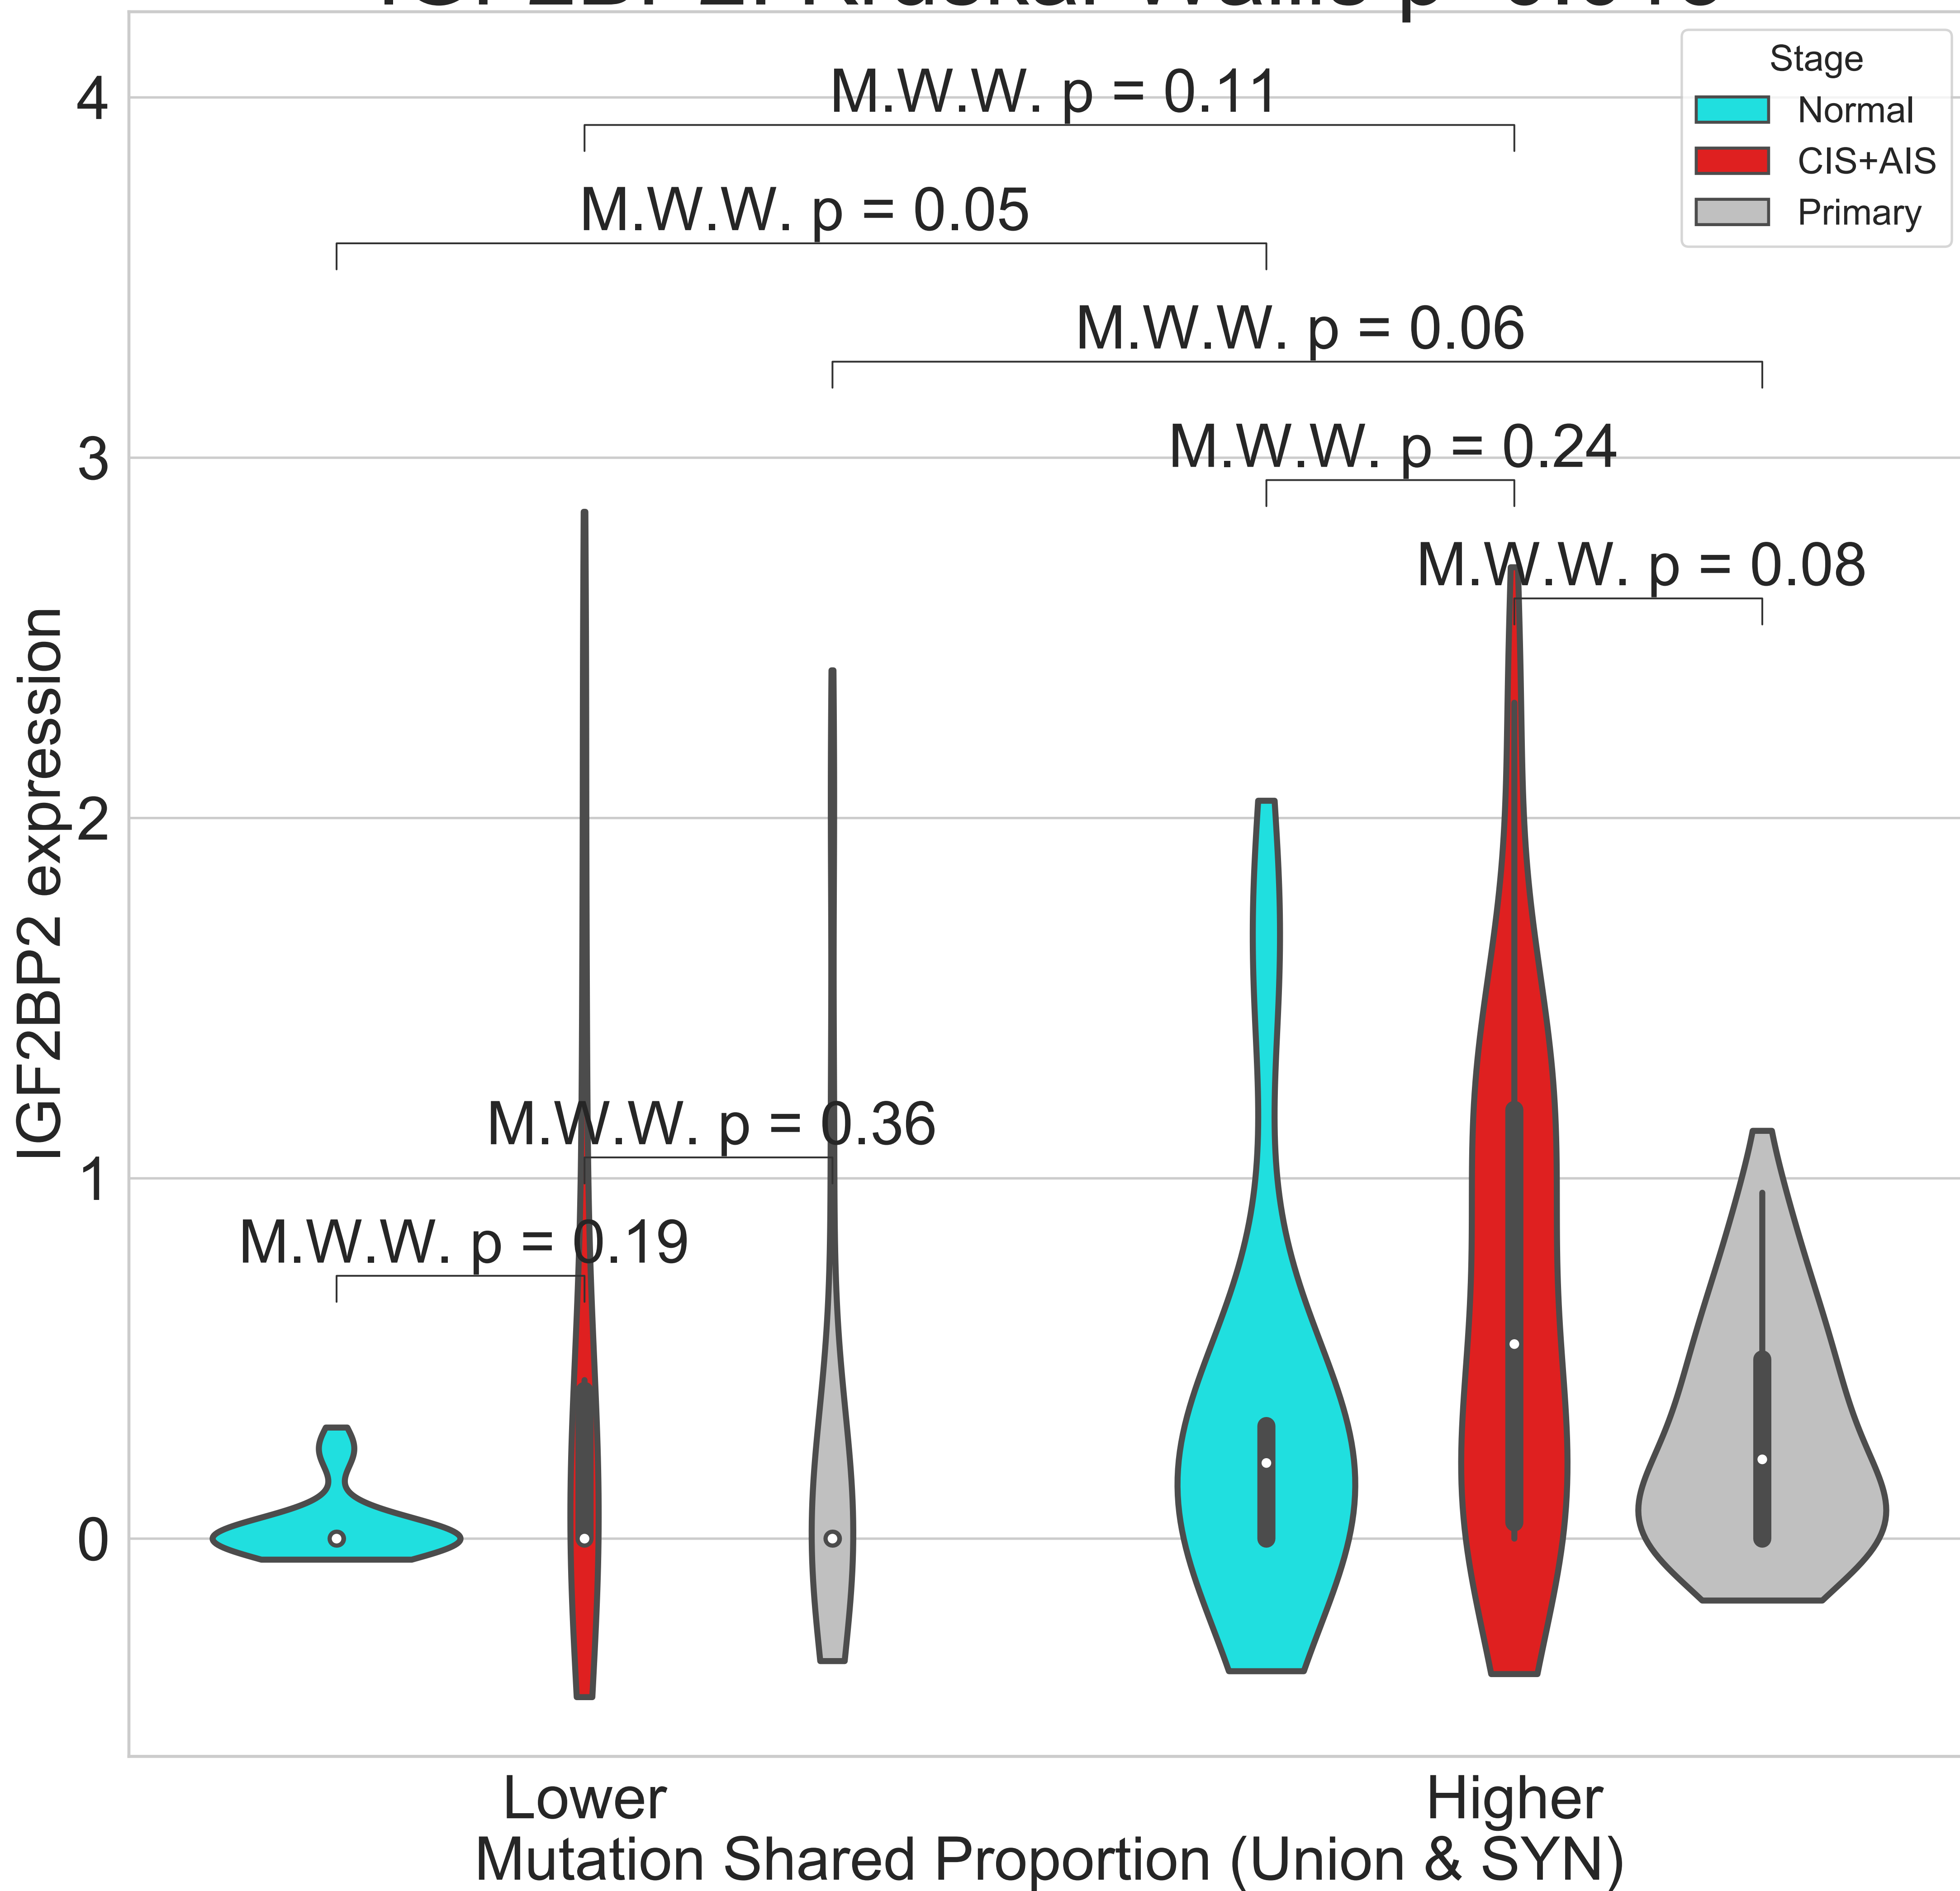 Stage
Normal
CIS+AIS
Primary
M.W.W. p = 0.11
M.W.W. p = 0.05
M.W.W. p = 0.06
M.W.W. p = 0.24
M.W.W. p = 0.08
M.W.W. p = 0.36
M.W.W. p = 0.19
4
3
2
1
0
IGF2BP2 expression
Lower
Higher
Mutation Shared Proportion (Union & SYN)